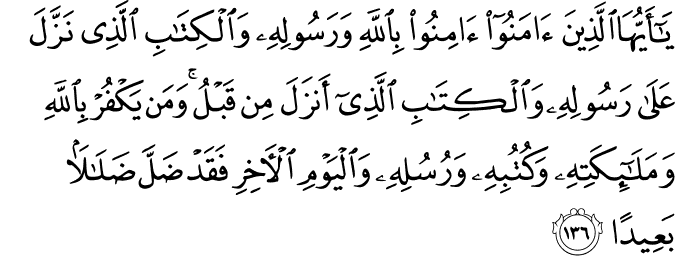 يَٰٓأَيُّهَا ٱلَّذِينَ ءَامَنُوٓا۟ ءَامِنُوا۟ بِٱللَّهِ وَرَسُولِهِۦ وَٱلْكِتَٰبِ ٱلَّذِى نَزَّلَ
عَلَىٰ رَسُولِهِۦ وَٱلْكِتَٰبِ ٱلَّذِىٓ أَنزَلَ مِن قَبْلُ ۚ وَمَن يَكْفُرْ بِٱللَّهِ
وَمَلَٰٓئِكَتِهِۦ وَكُتُبِهِۦ وَرُسُلِهِۦ وَٱلْيَوْمِ ٱلْءَاخِرِ فَقَدْ ضَلَّ ضَلَٰلًۢا
بَعِيدًا ١٣٦